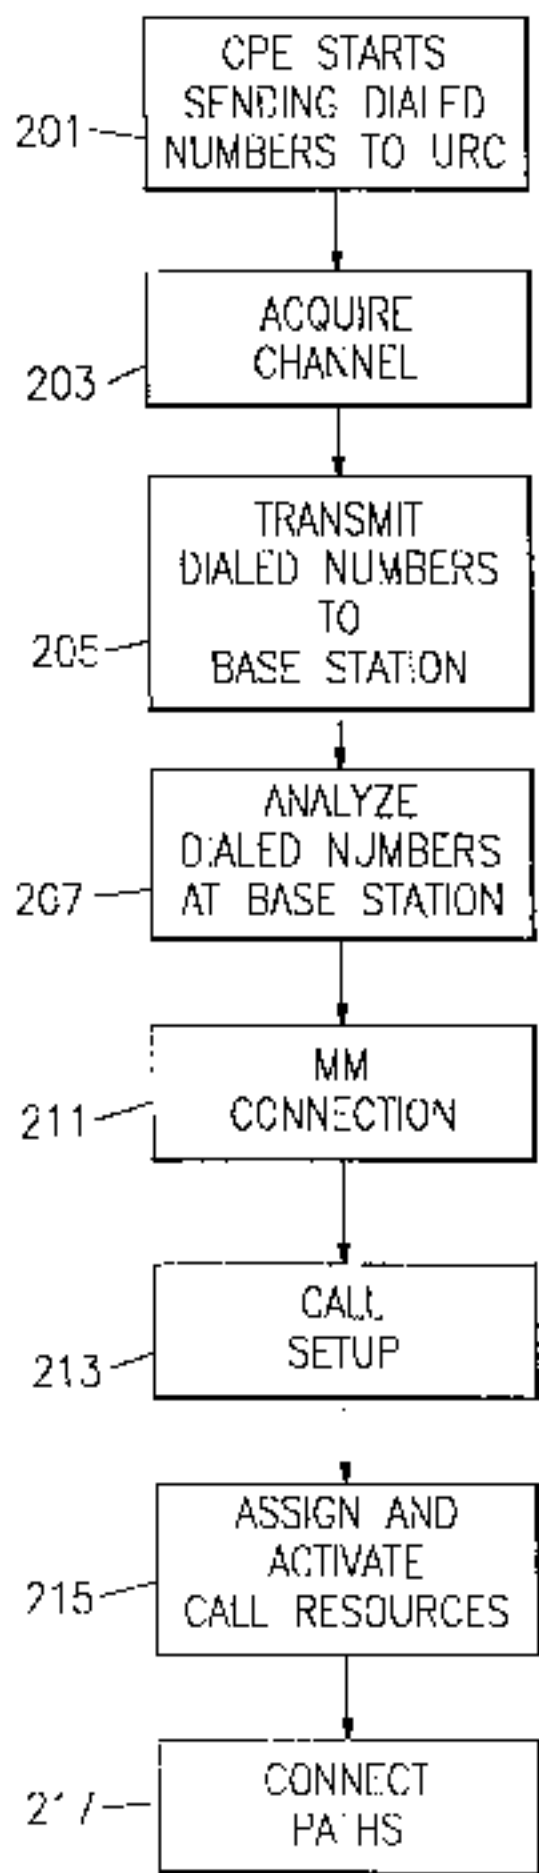 CPE STARTS
SENDING DIALED
NUMBERS TO URC
201
ACQUIRE
CHANNEL
203
TRANSMIT
DIALED NUMBERS
TO
BASE STATION
205
ANALYZE
DIALED NUMBERS
AT BASE STATION
207
MM
CONNECTION
211
CALL
SETUP
213
ASSIGN AND
ACTIVATE
CALL RESOURCES
215
CONNECT
PATHS
217